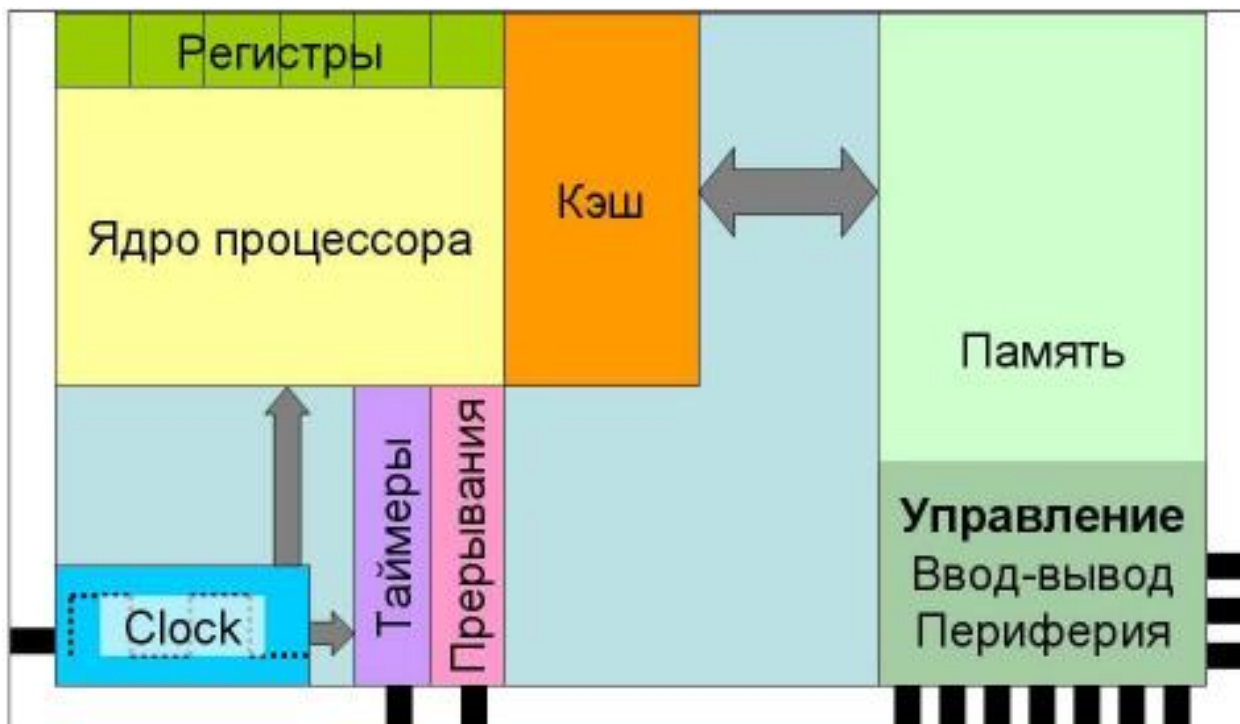 Регистры
Ядро процессора
Кэш
Память
Таймеры
Прерывания
Clock
Управление
Ввод-вывод
Периферия